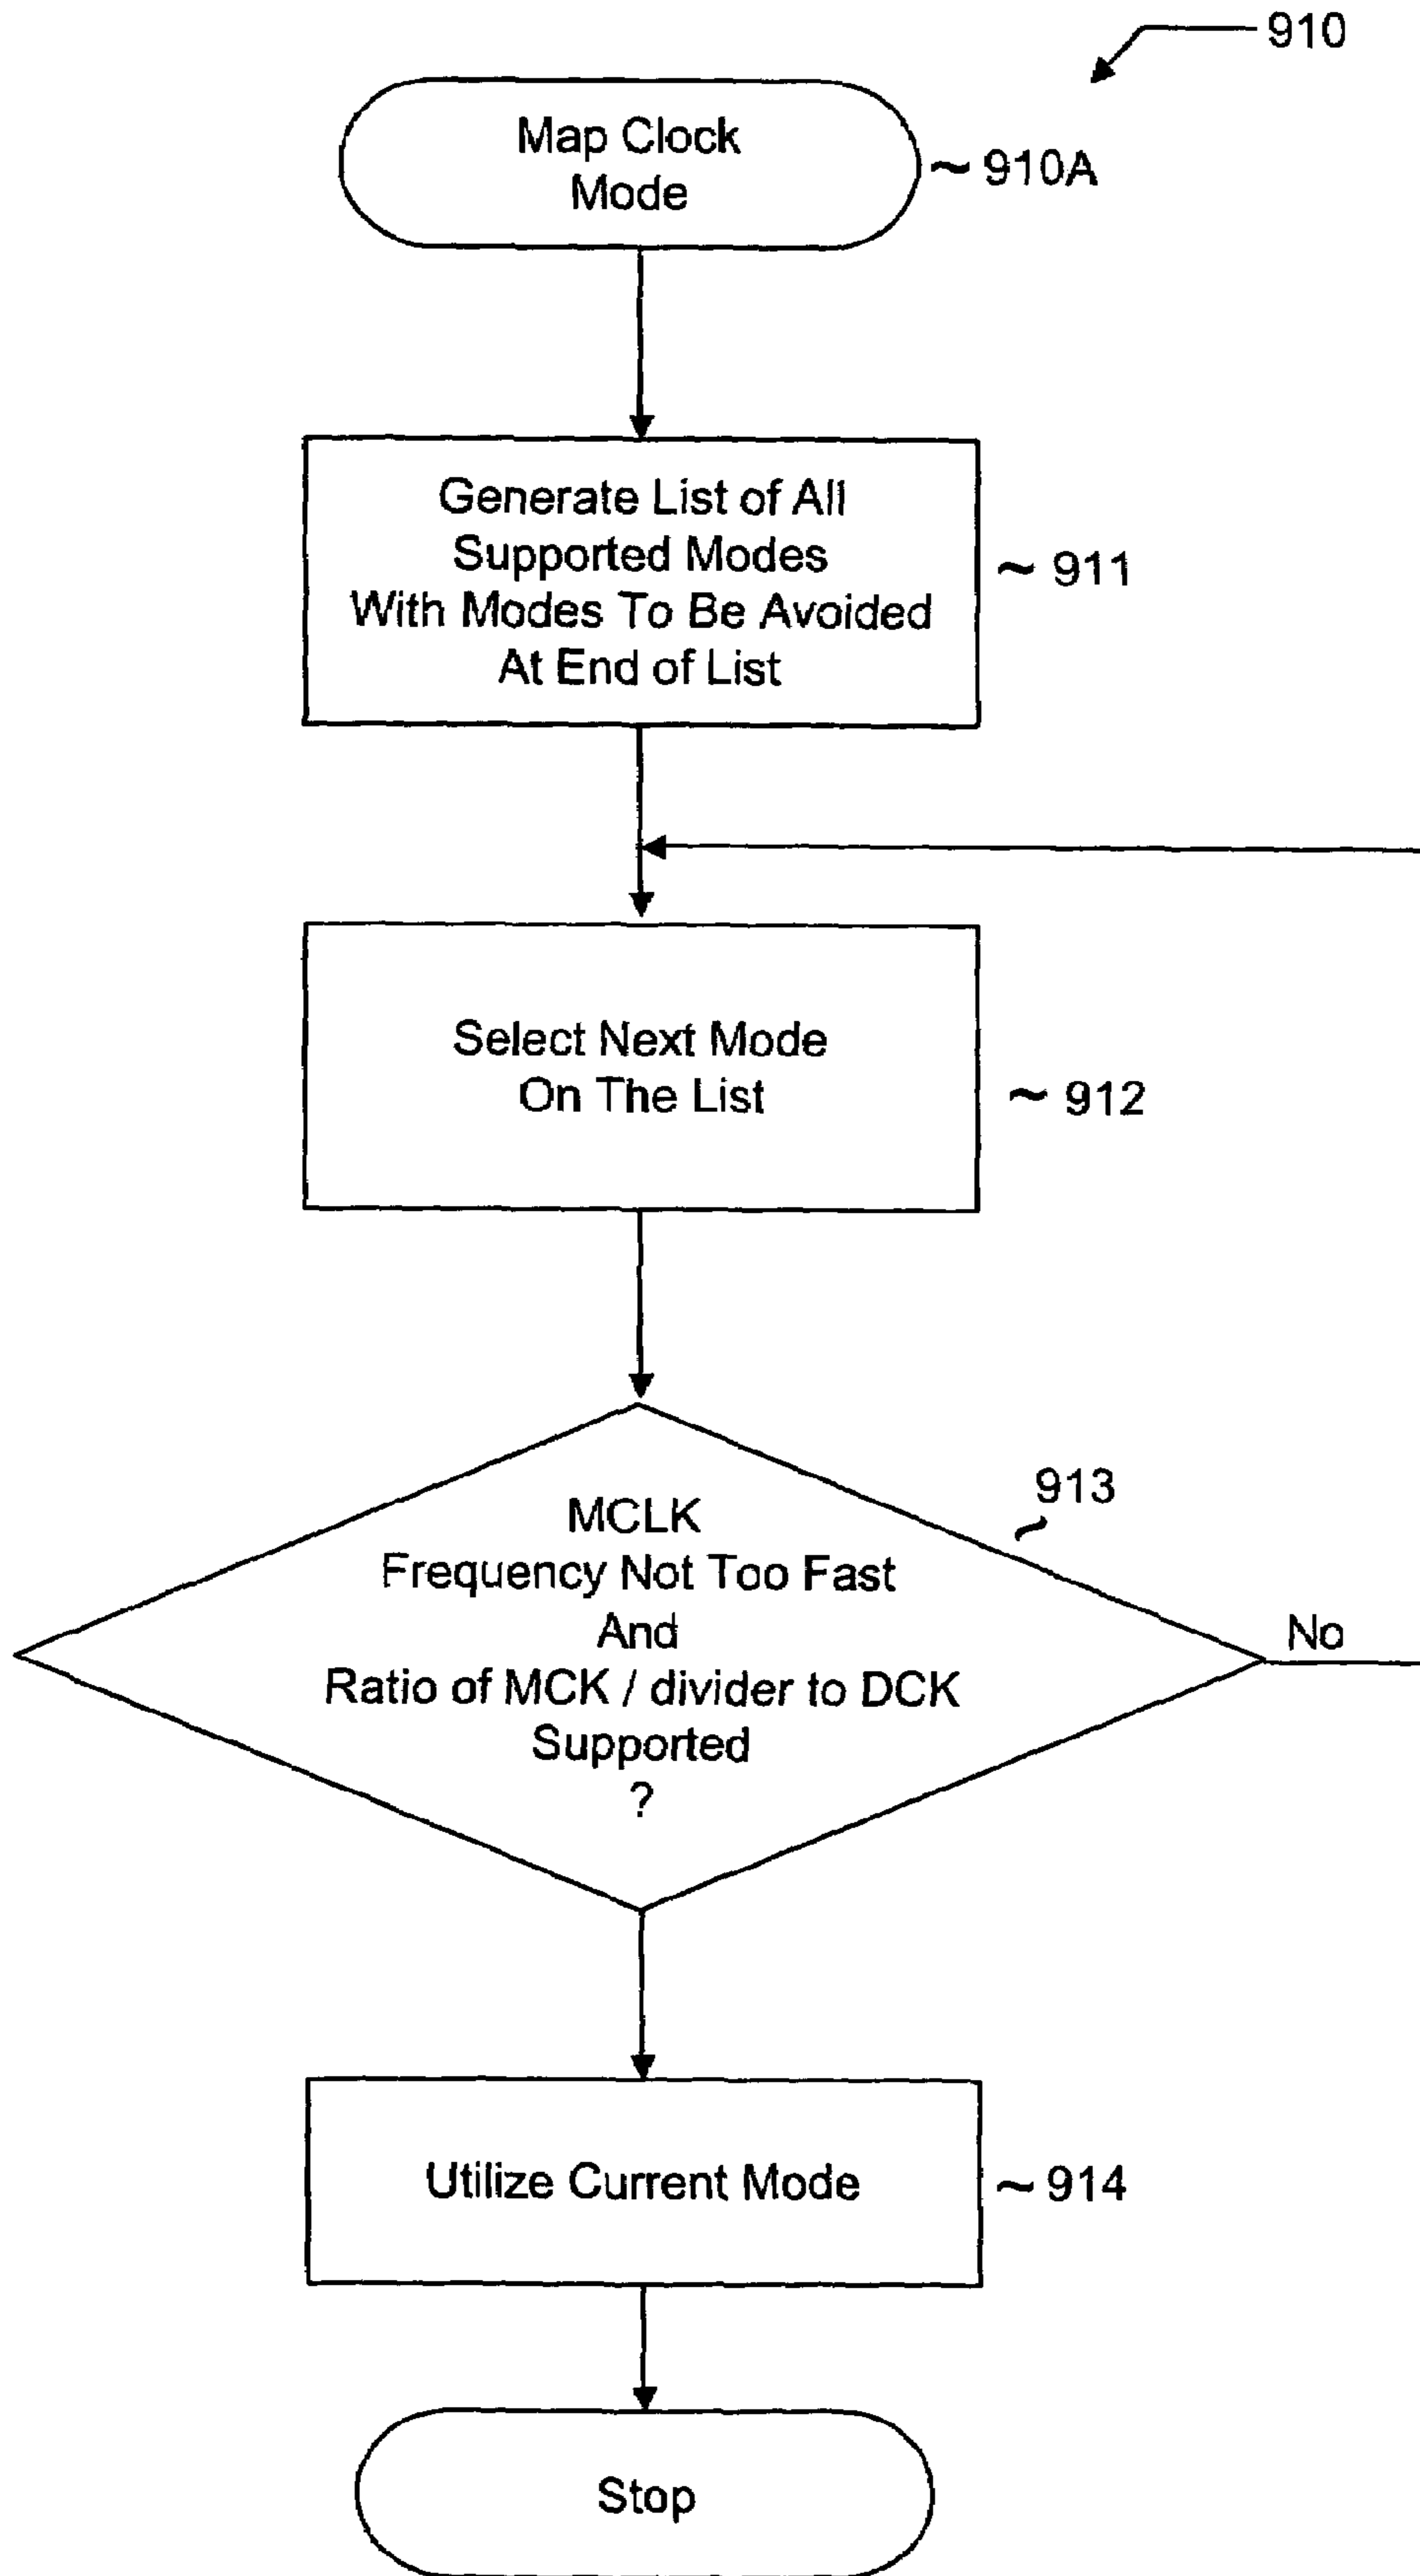 910
Map Clock
Mode
~ 910A
Generate List of All
Supported Modes
With Modes To Be Avoided
At End of List
~ 911
Select Next Mode
On The List
~ 912
913
~
MCLK
Frequency Not Too Fast
And
Ratio of MCK / divider to DCK
Supported
?
No
Utilize Current Mode
~ 914
Stop